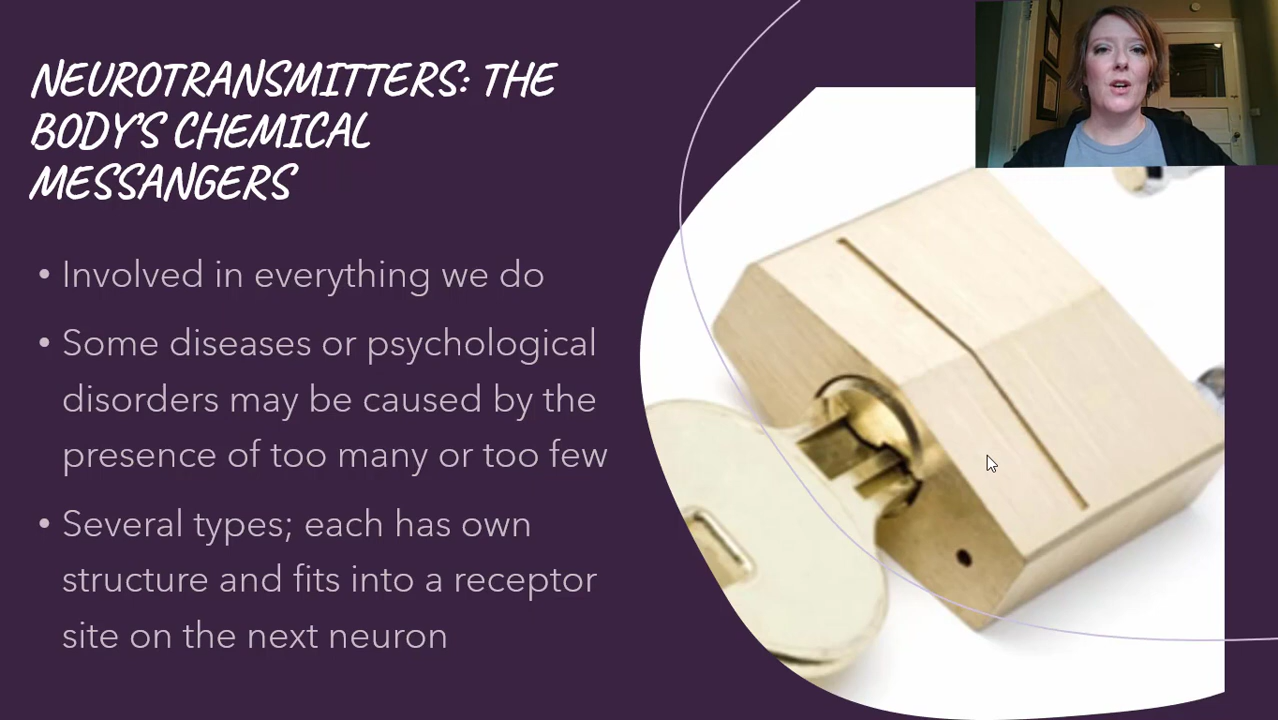 NEUROTRANSMITTERS: THE
BODY'S CHEMICAL
MESSANGERS
• Involved in everything we do
• Some diseases or psychological
disorders may be caused by the
presence of too many or too few
• Several types; each has own
structure and fits into a receptor
site on the next neuron